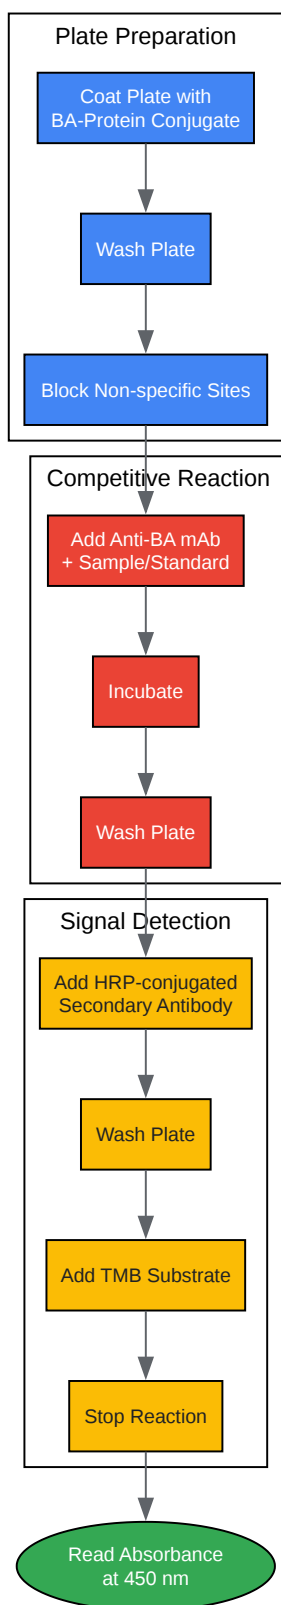 Plate Preparation
Coat Plate with
BA-Protein Conjugate
Wash Plate
Block Non-specific Sites
Competitive Reaction
Add Anti-BA mAb
+ Sample/Standard
Incubate
Wash Plate
Signal Detection
Add HRP-conjugated
Secondary Antibody
Wash Plate
Add TMB Substrate
Stop Reaction
Read Absorbance
at 450 nm